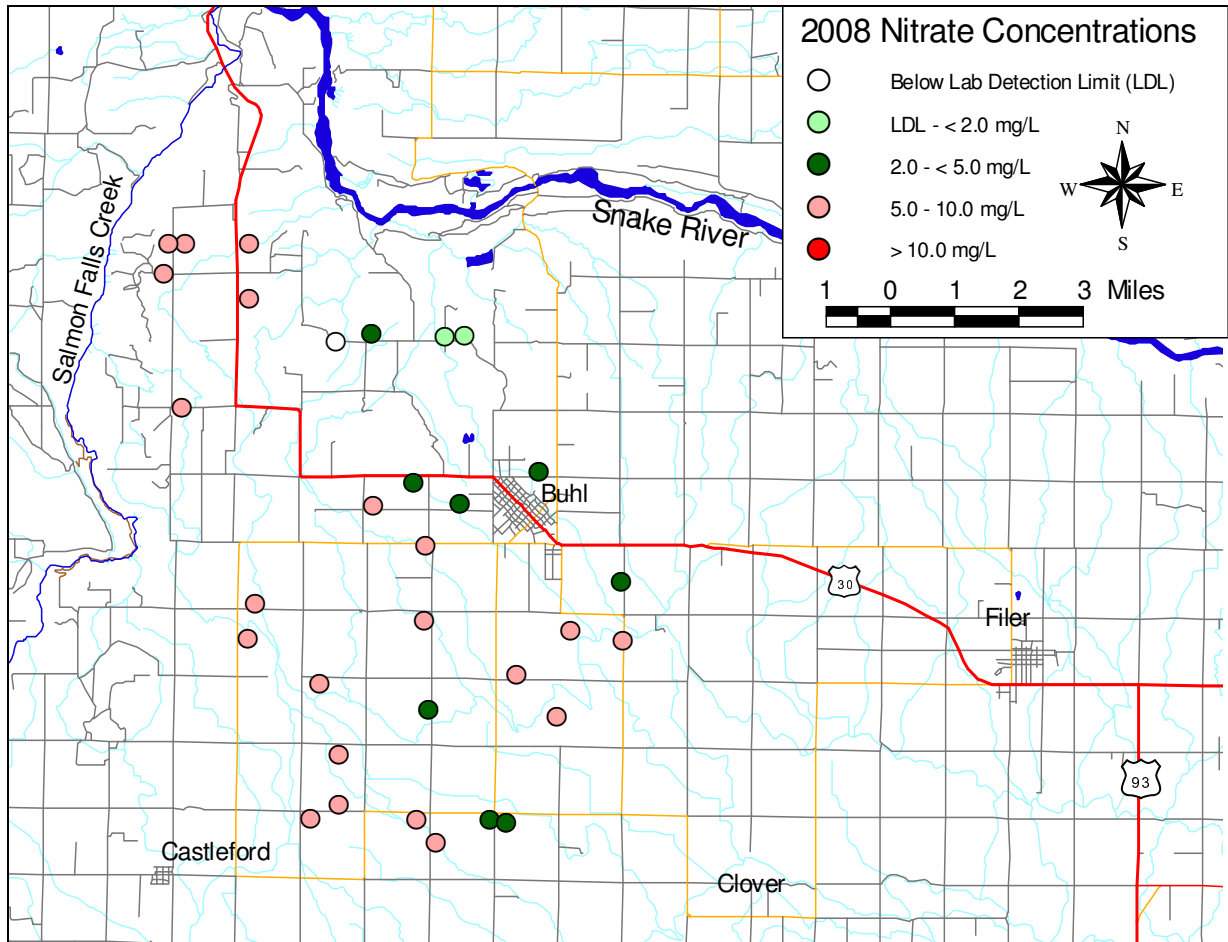 2008 Nitrate Concentrations
Below Lab Detection Limit (LDL)
LDL - < 2.0 mg/L
2.0 - < 5.0 mg/L
5.0 - 10.0 mg/L
> 10.0 mg/L
N
W
E
S
1 0 1 2 3 Miles
Snake River
Salmon Falls Creek
Buhl
30
Filer
93
Castleford
Clover